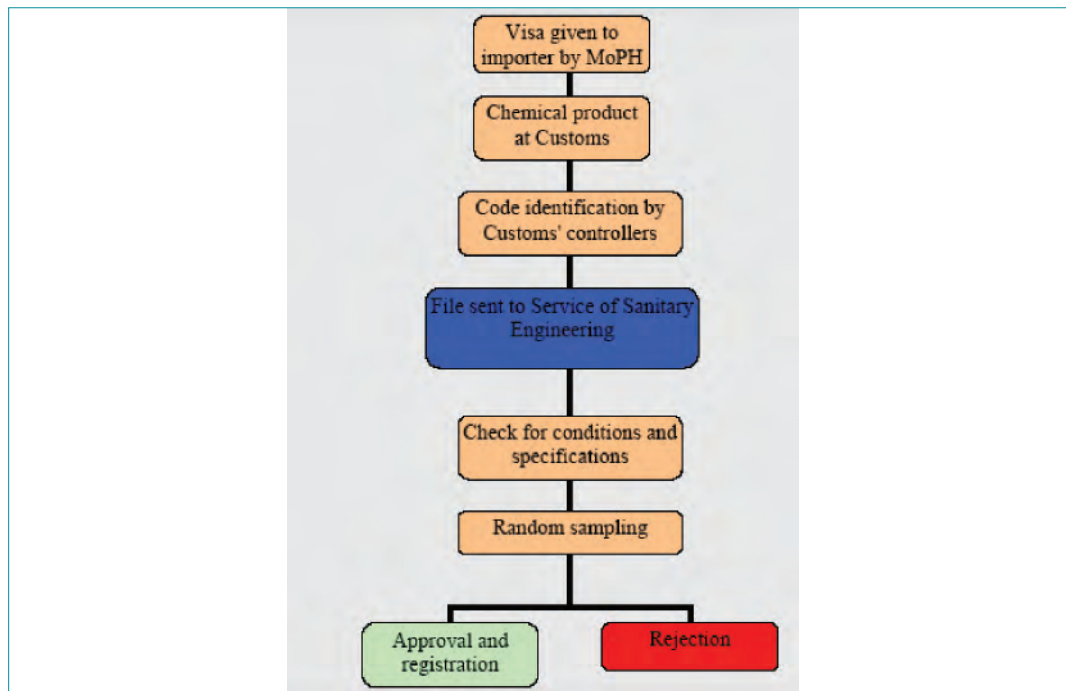 Visa given to
importer by MoPH
Chemical product
at Customs
Code identification by
Customs' controllers
File sent to Service of Sanitary
Engineering
Check for conditions and
specifications
Random sampling
Approval and
registration
Rejection